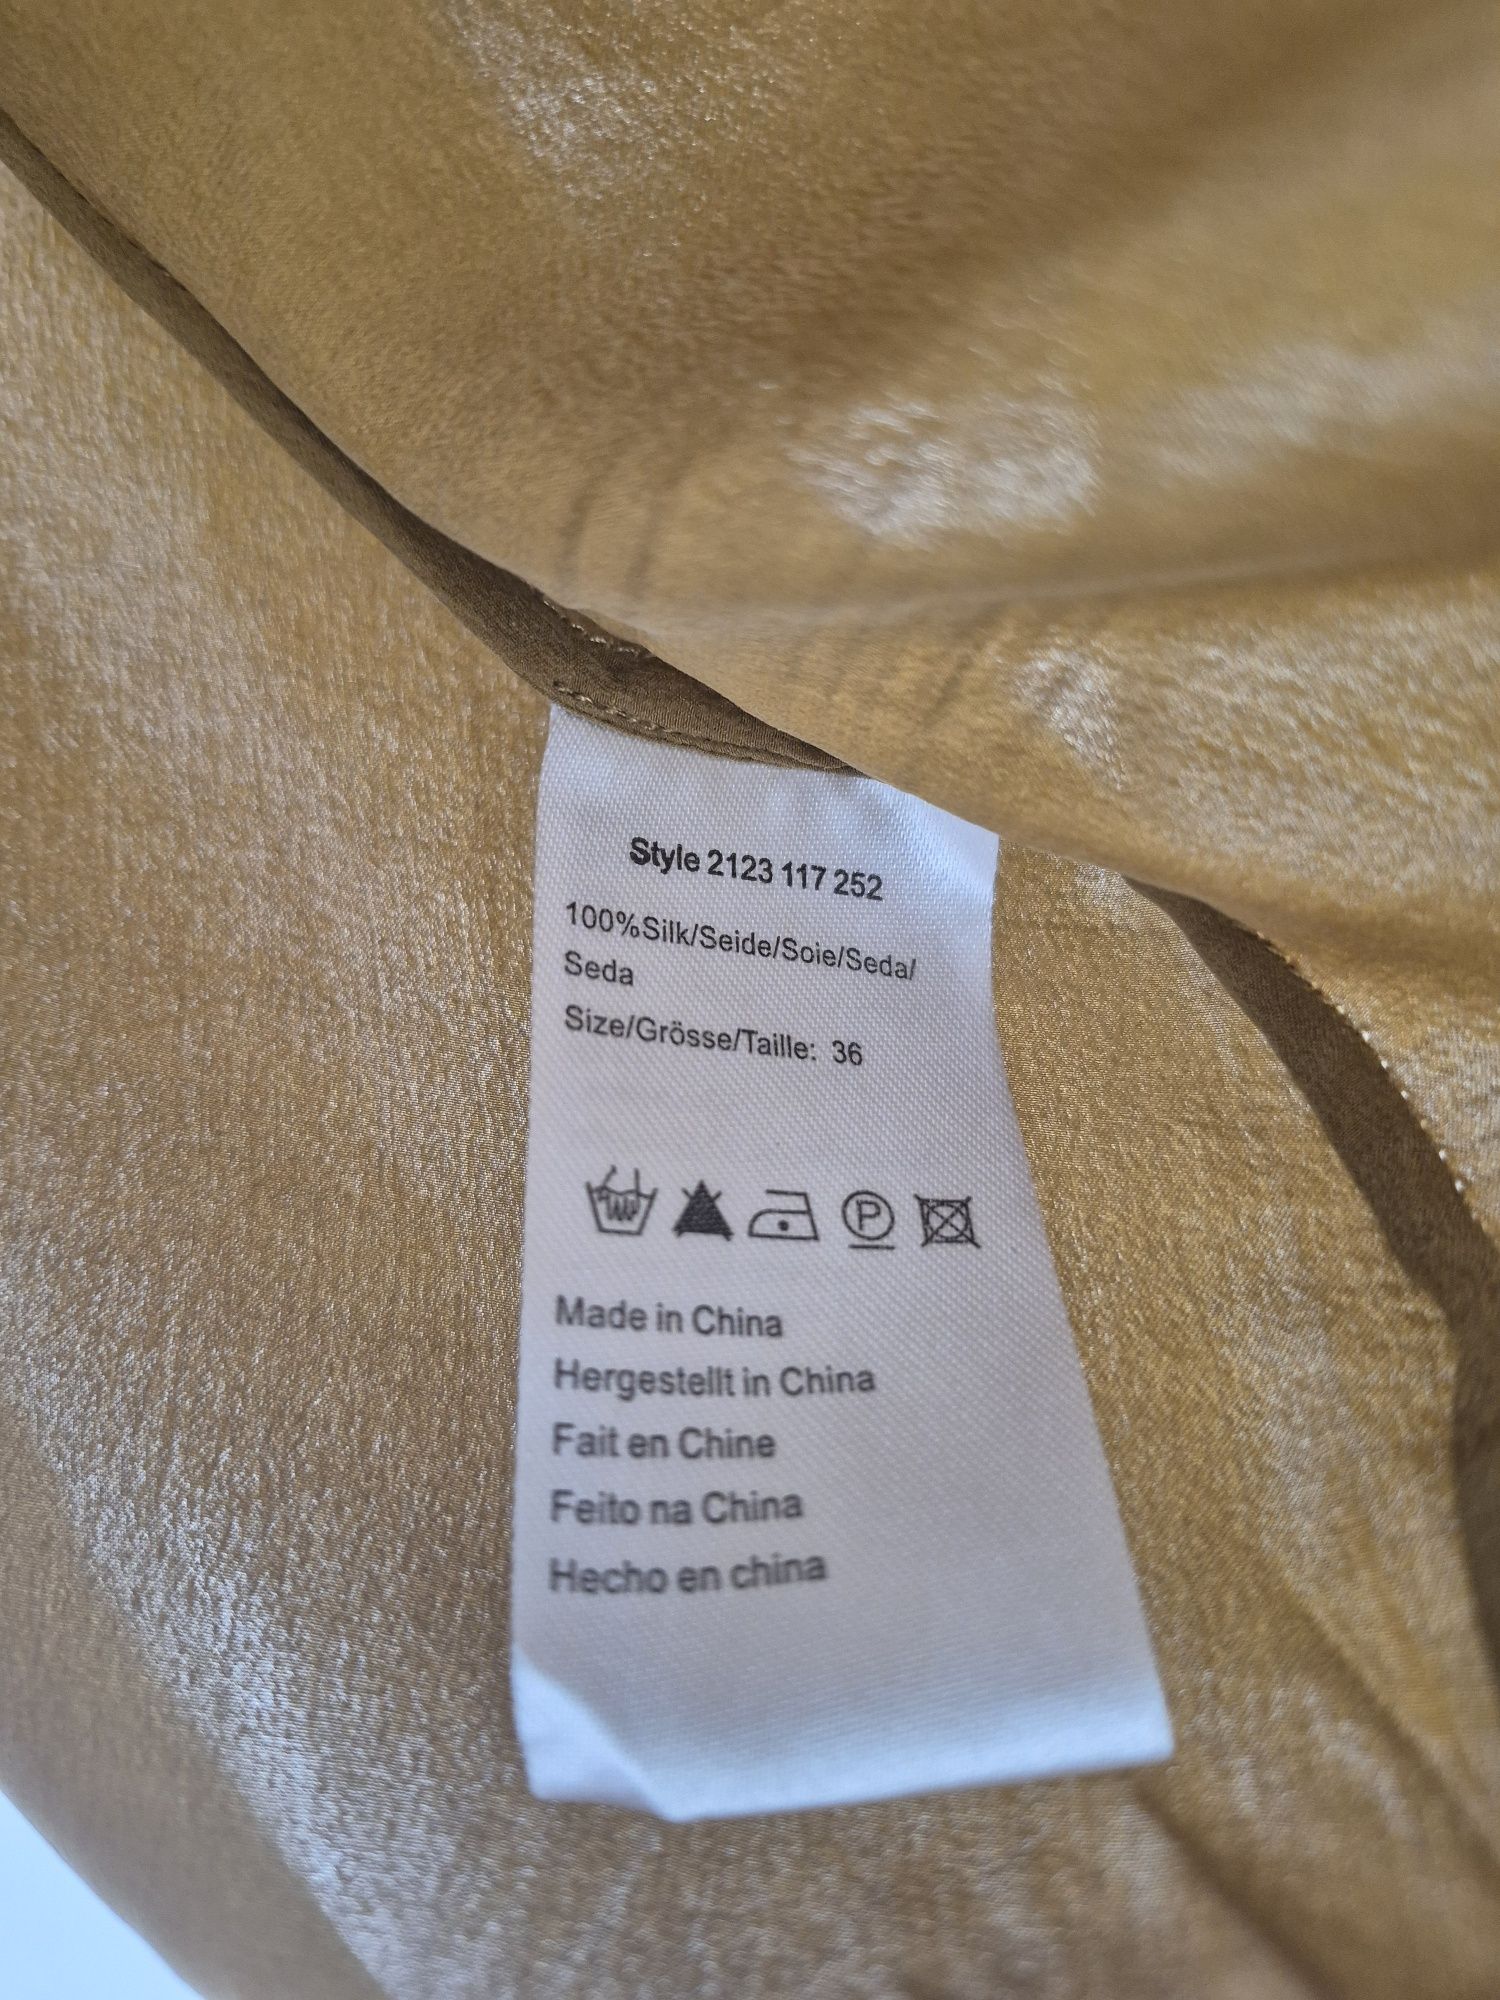 Style 2123 117 252
100%Silk/Seide/Soie/Seda/
Seda
Size/Grösse/Taille: 36
P
Made in China
Hergestellt in China
Fait en Chine
Feito na China
Hecho en china